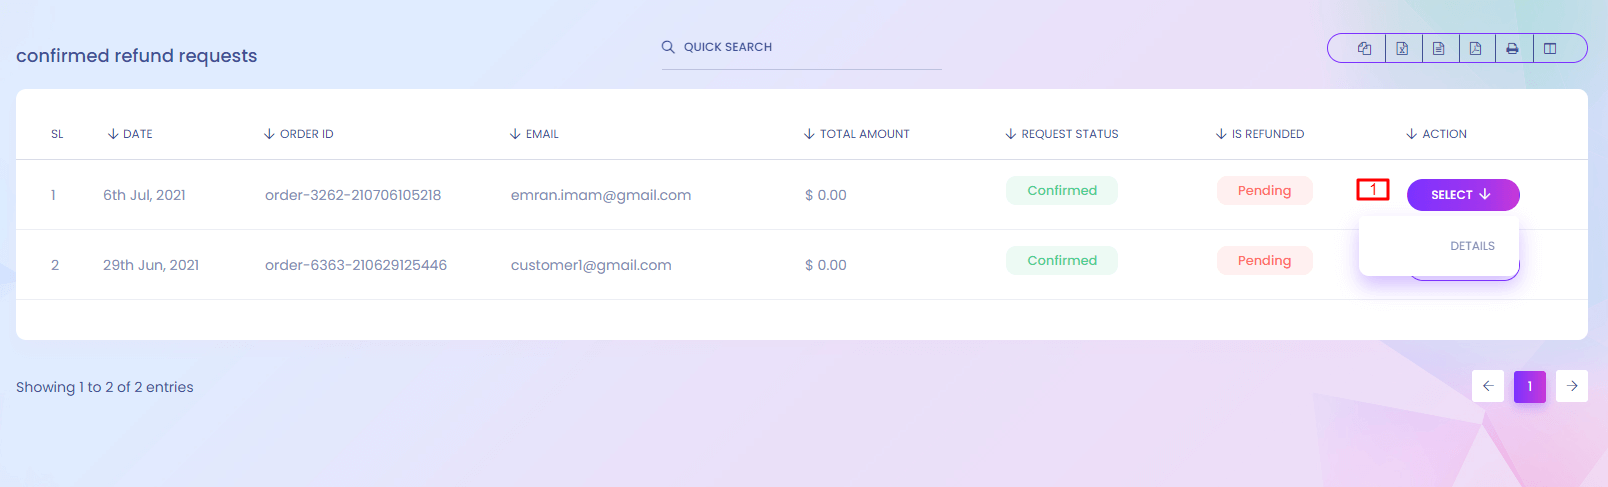 confirmed refund requests
QUICK SEARCH
SL DATE ORDER ID EMAIL TOTAL AMOUNT REQUEST STATUS IS REFUNDED ACTION
1 6th Jul, 2021 order-3262-210706105218 emran.imam@gmail.com $ 0.00 Confirmed Pending 1 SELECT
DETAILS
2 29th Jun, 2021 order-6363-210629125446 customer1@gmail.com $ 0.00 Confirmed Pending
Showing 1 to 2 of 2 entries
1